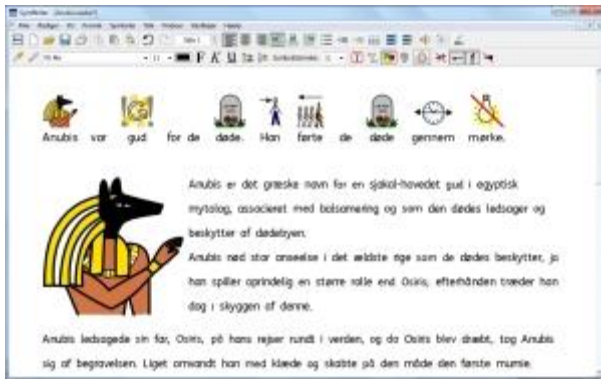 Anubis var gud for de døde. Han førte de døde gennem mørke.
Anubis er det græske navn for en sjakal-hovedet gud i egyptisk
mytolog, associeret med balsamering og som den dødes ledsager og
beskytter af dødebyen.
Anubis nød stor anseelse i det ældste rige som de dødes beskytter, ja
han spiller oprindelig en større rolle end Osiris, efterhånden træder han
dog i skyggen af denne.
Anubis ledsagede sin far, Osiris, på hans rejser rundt i verden, og da Osiris blev dræbt, tog Anubis
sig af begravelsen. Liget omvandt han med klæde og skabte på den måde den første mumie.